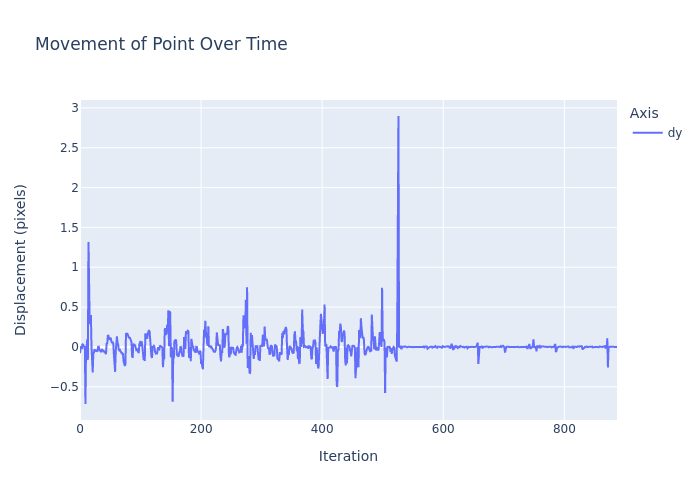 Movement of Point Over Time
Axis
dy
3
2.5
2
1.5
1
0.5
0
−0.5
0
200
400
600
800
Displacement (pixels)
Iteration